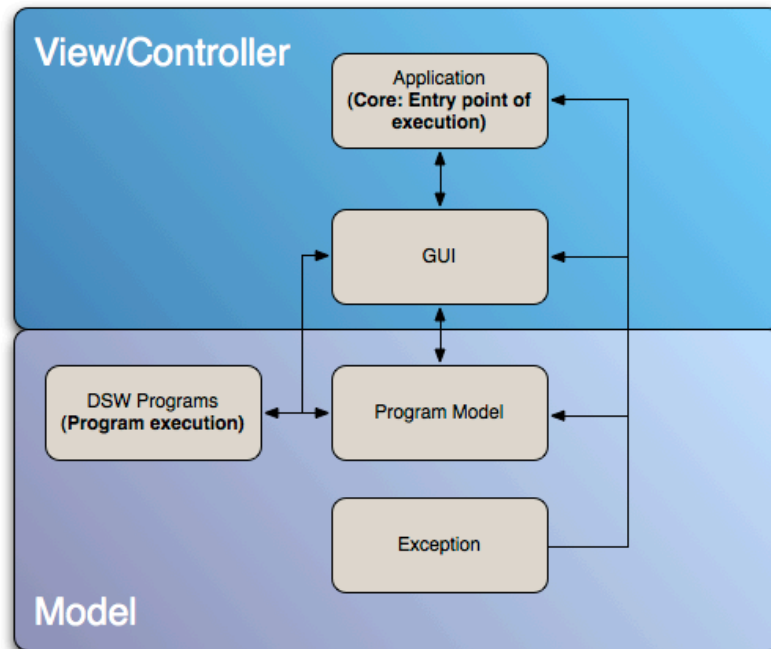 View/Controller
Application
(Core: Entry point of
execution)
GUI
DSW Programs
(Program execution)
Program Model
Exception
Model